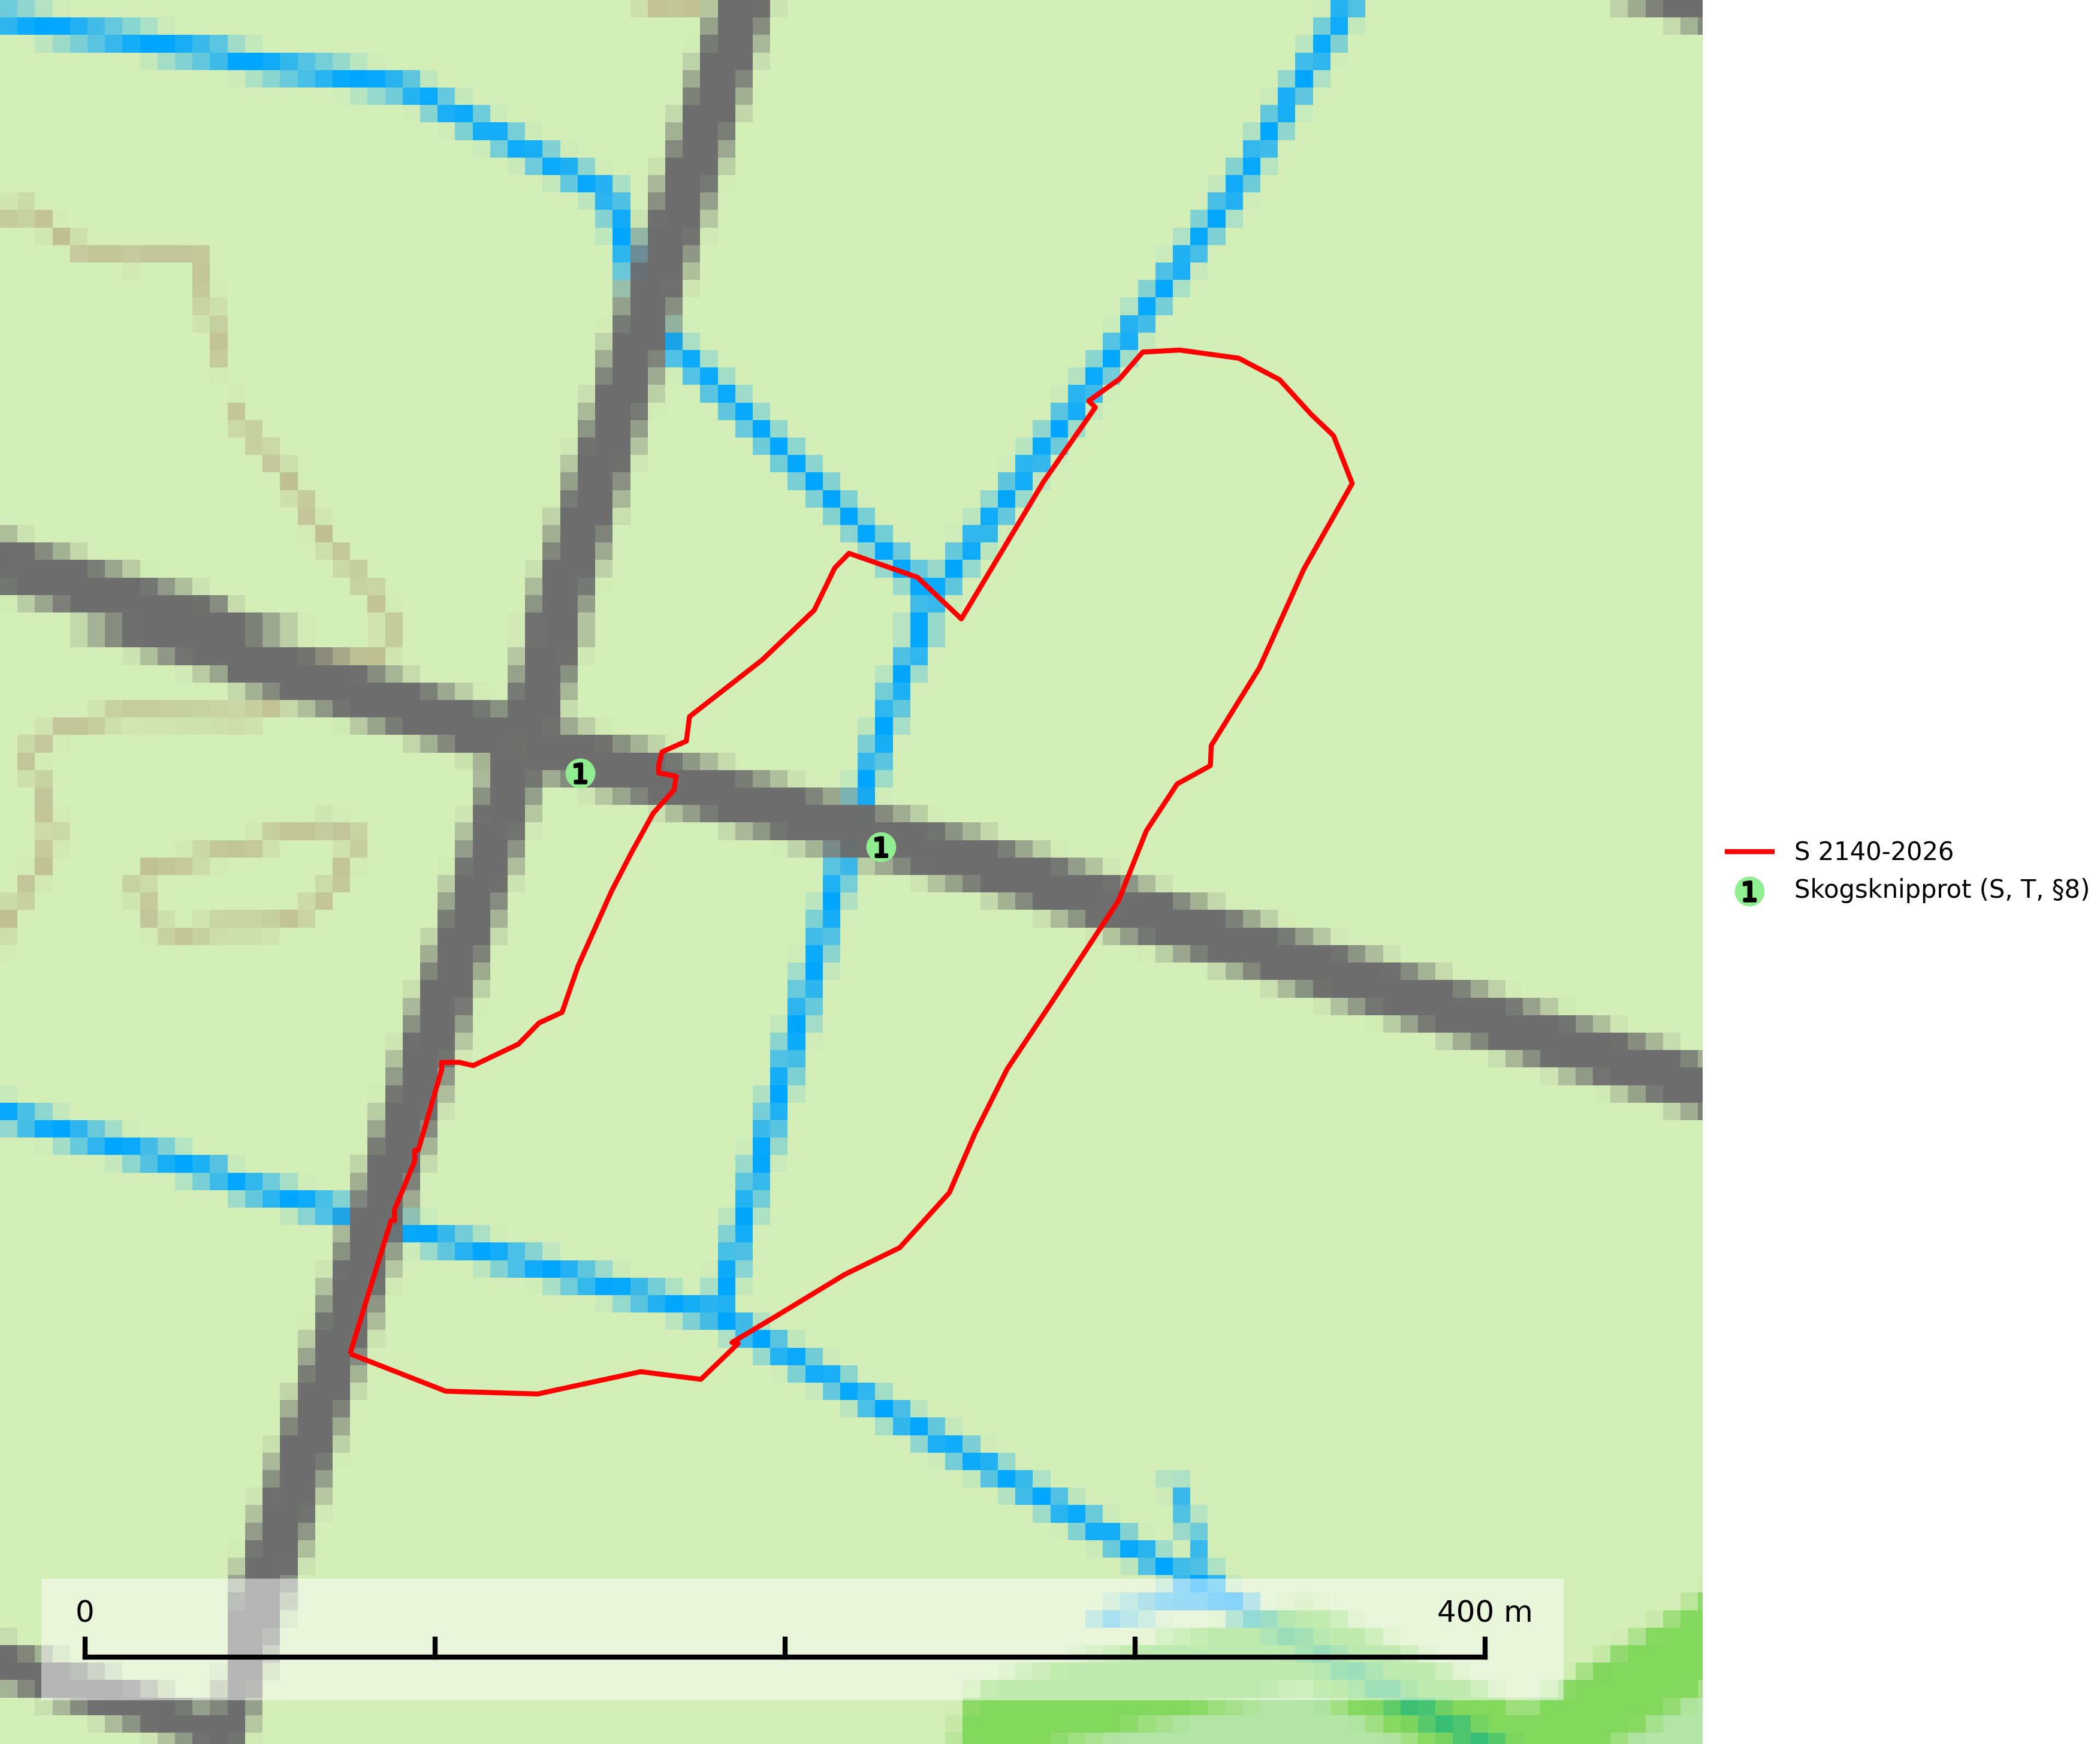 1
1
S 2140-2026
1 Skogsknipprot (S, T, §8)
0 400 m